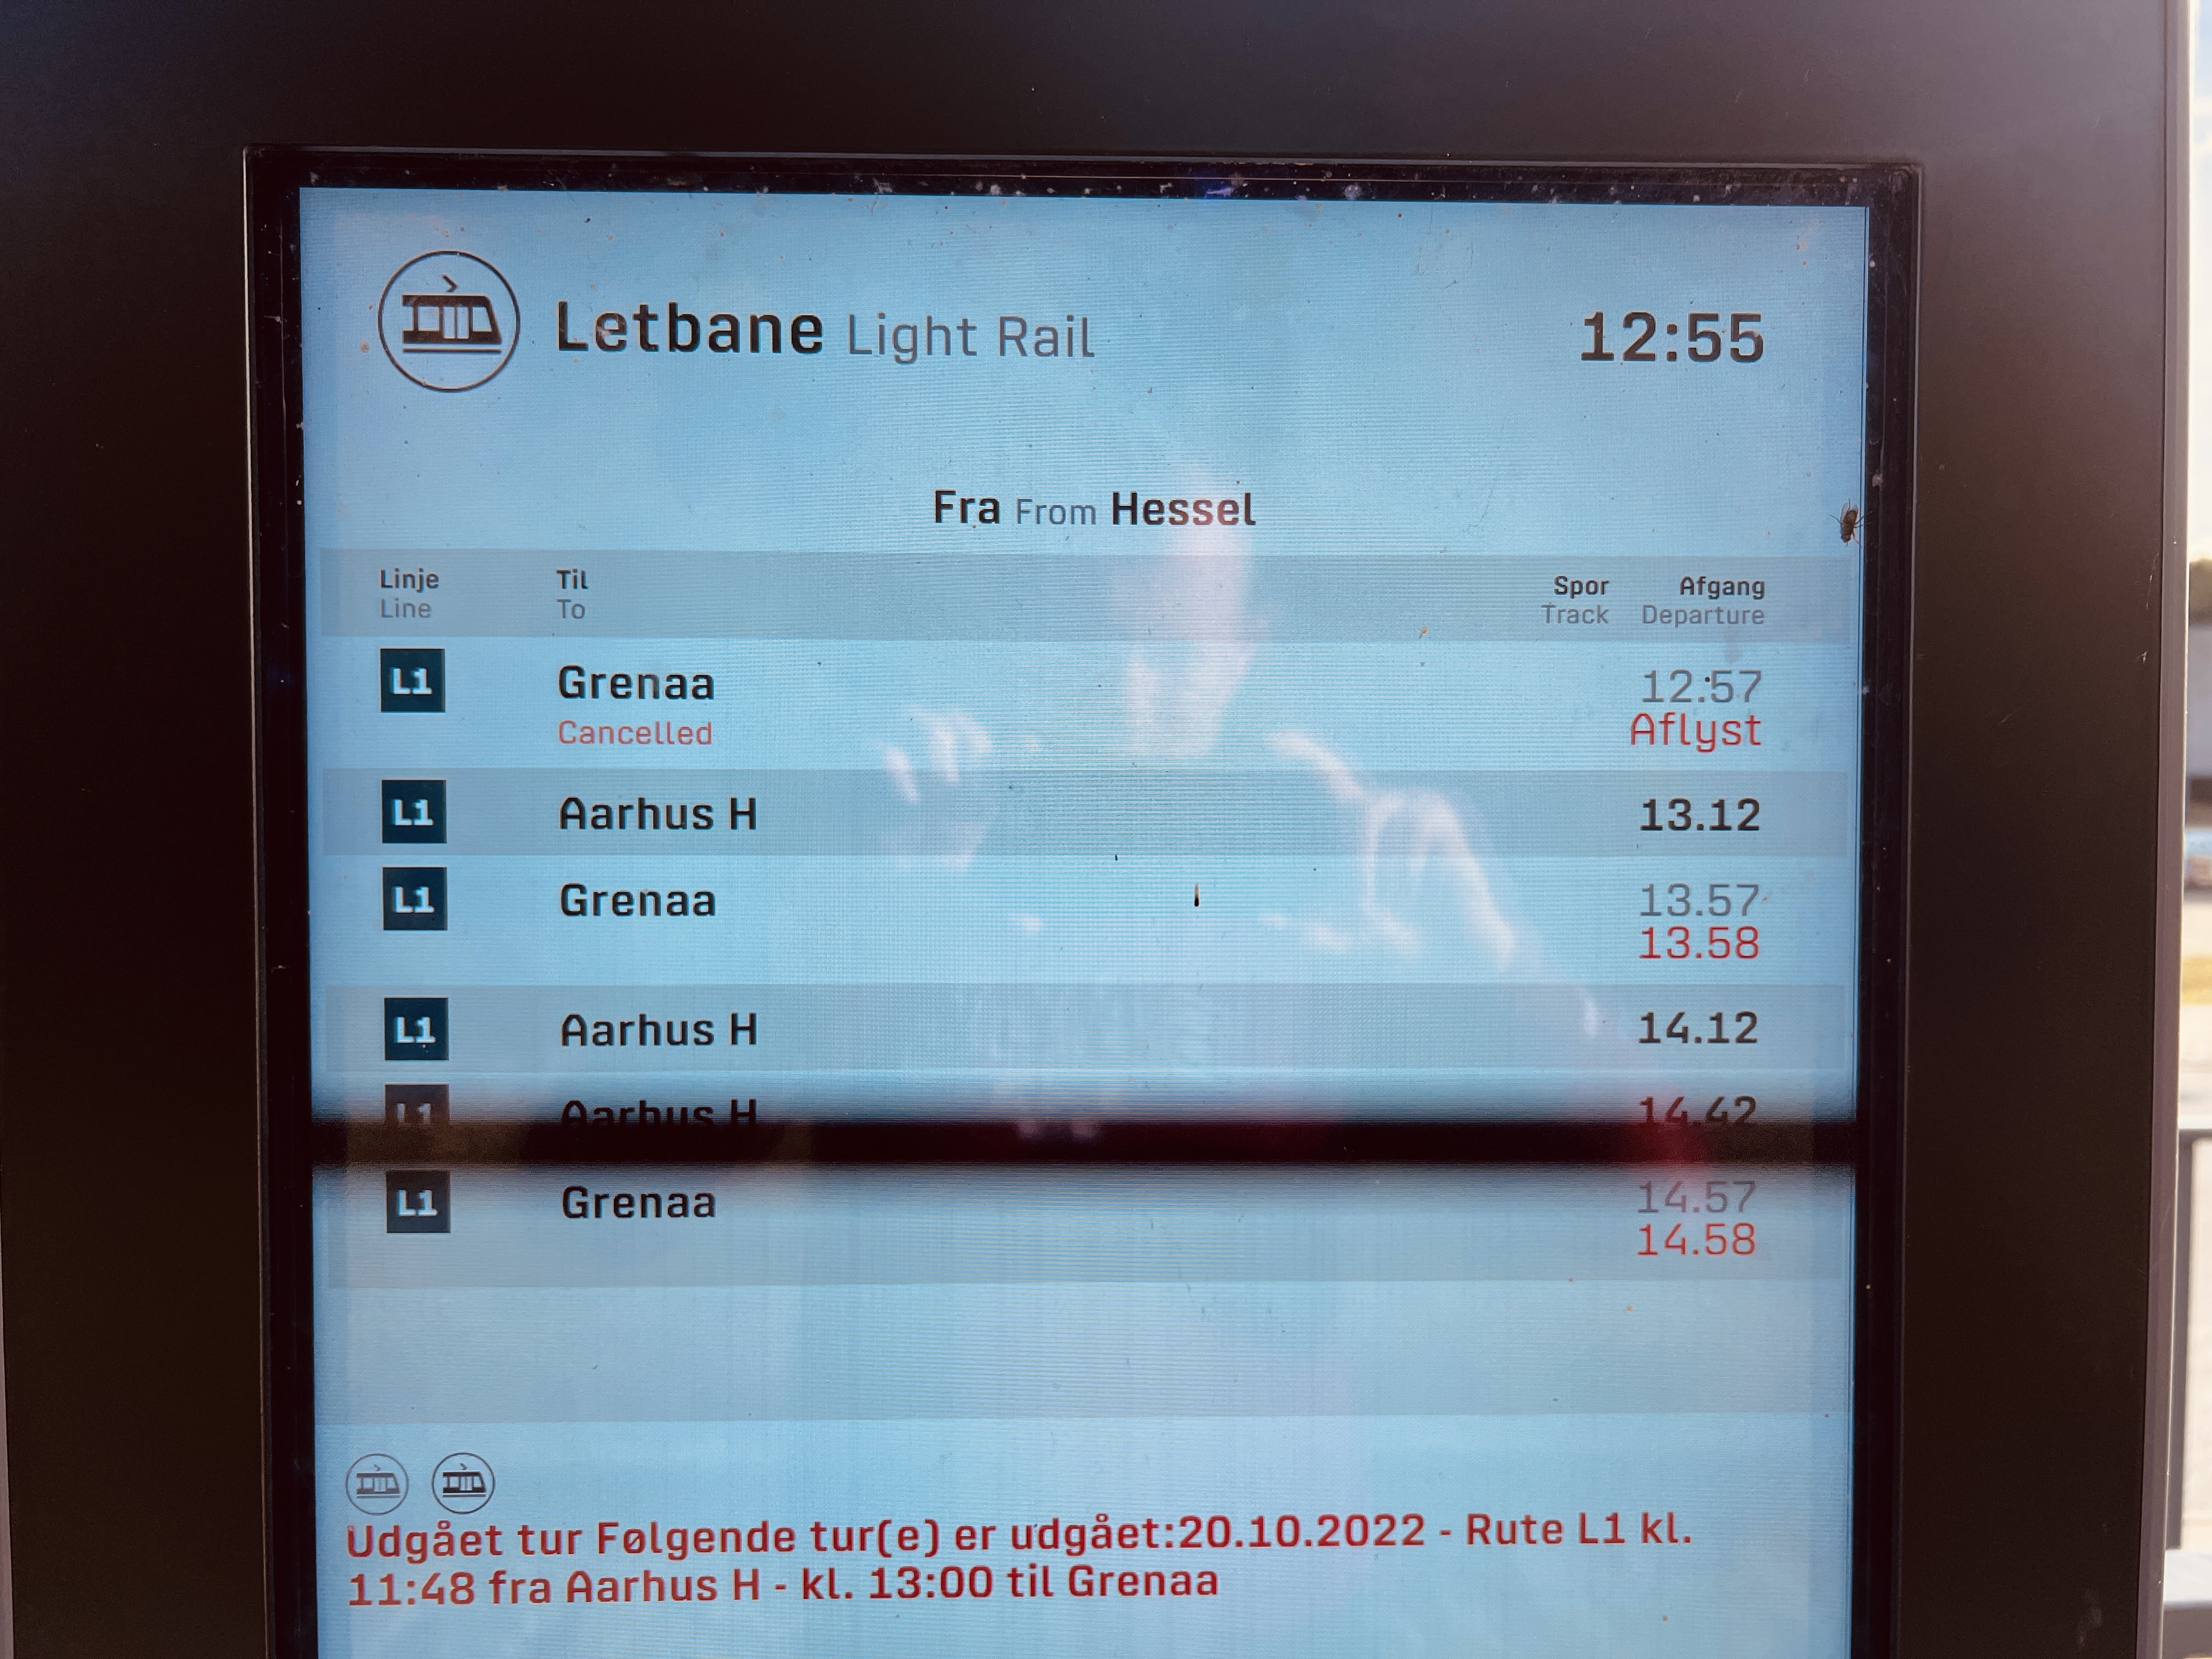 Letbane Light Rail 12:55
Fra From Hessel
Linje Til Spor Afgang
Line To Track Departure
L1 Grenaa 12.57
Cancelled Aflyst
L1 Aarhus H 13.12
L1 Grenaa 13.57
13.58
L1 Aarhus H 14.12
L1 Aarhus H 14.42
L1 Grenaa 14.57
14.58
Udgået tur Følgende tur(e) er udgået:20.10.2022 - Rute L1 kl.
11:48 fra Aarhus H - kl. 13:00 til Grenaa